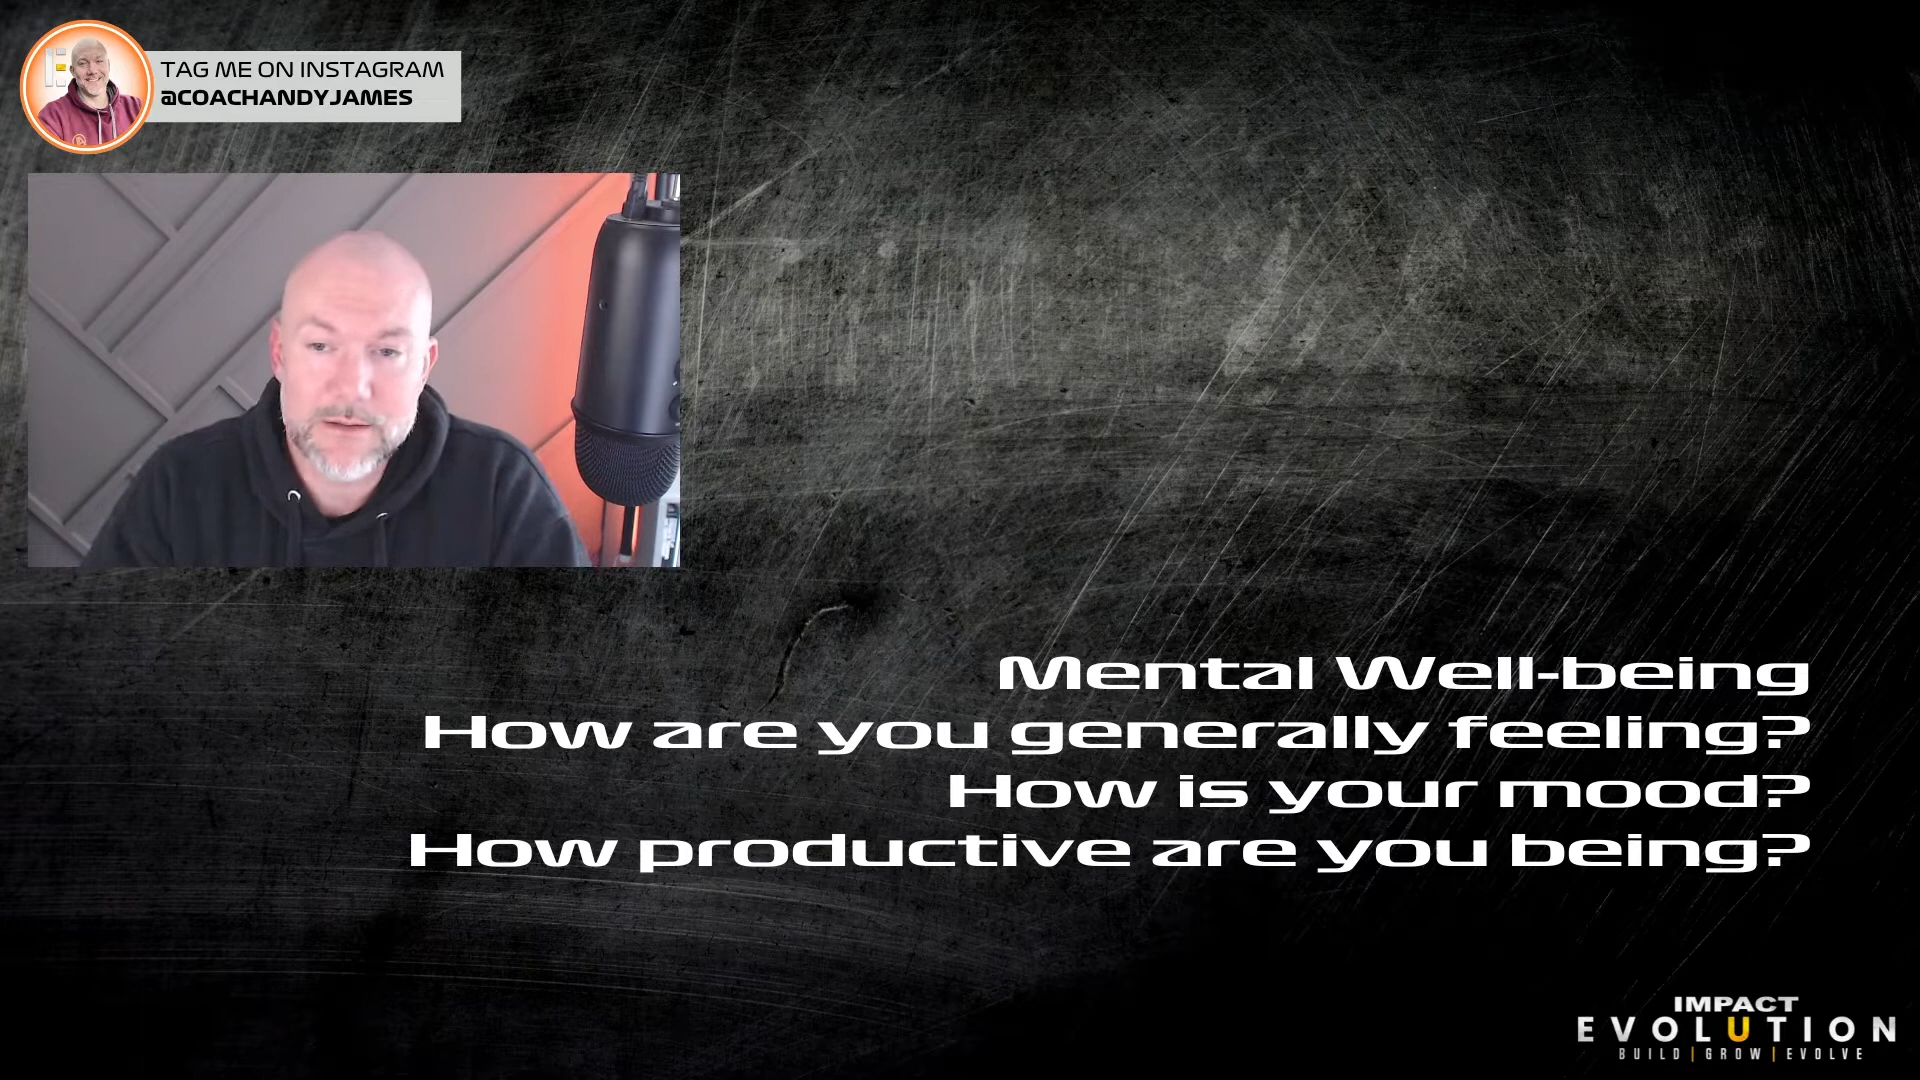 TAG ME ON INSTAGRAM
@COACHANDYJAMES
Mental Well-being
How are you generally feeling?
How is your mood?
How productive are you being?
IMPACT
EVOLUTION
BUILD | GROW | EVOLVE